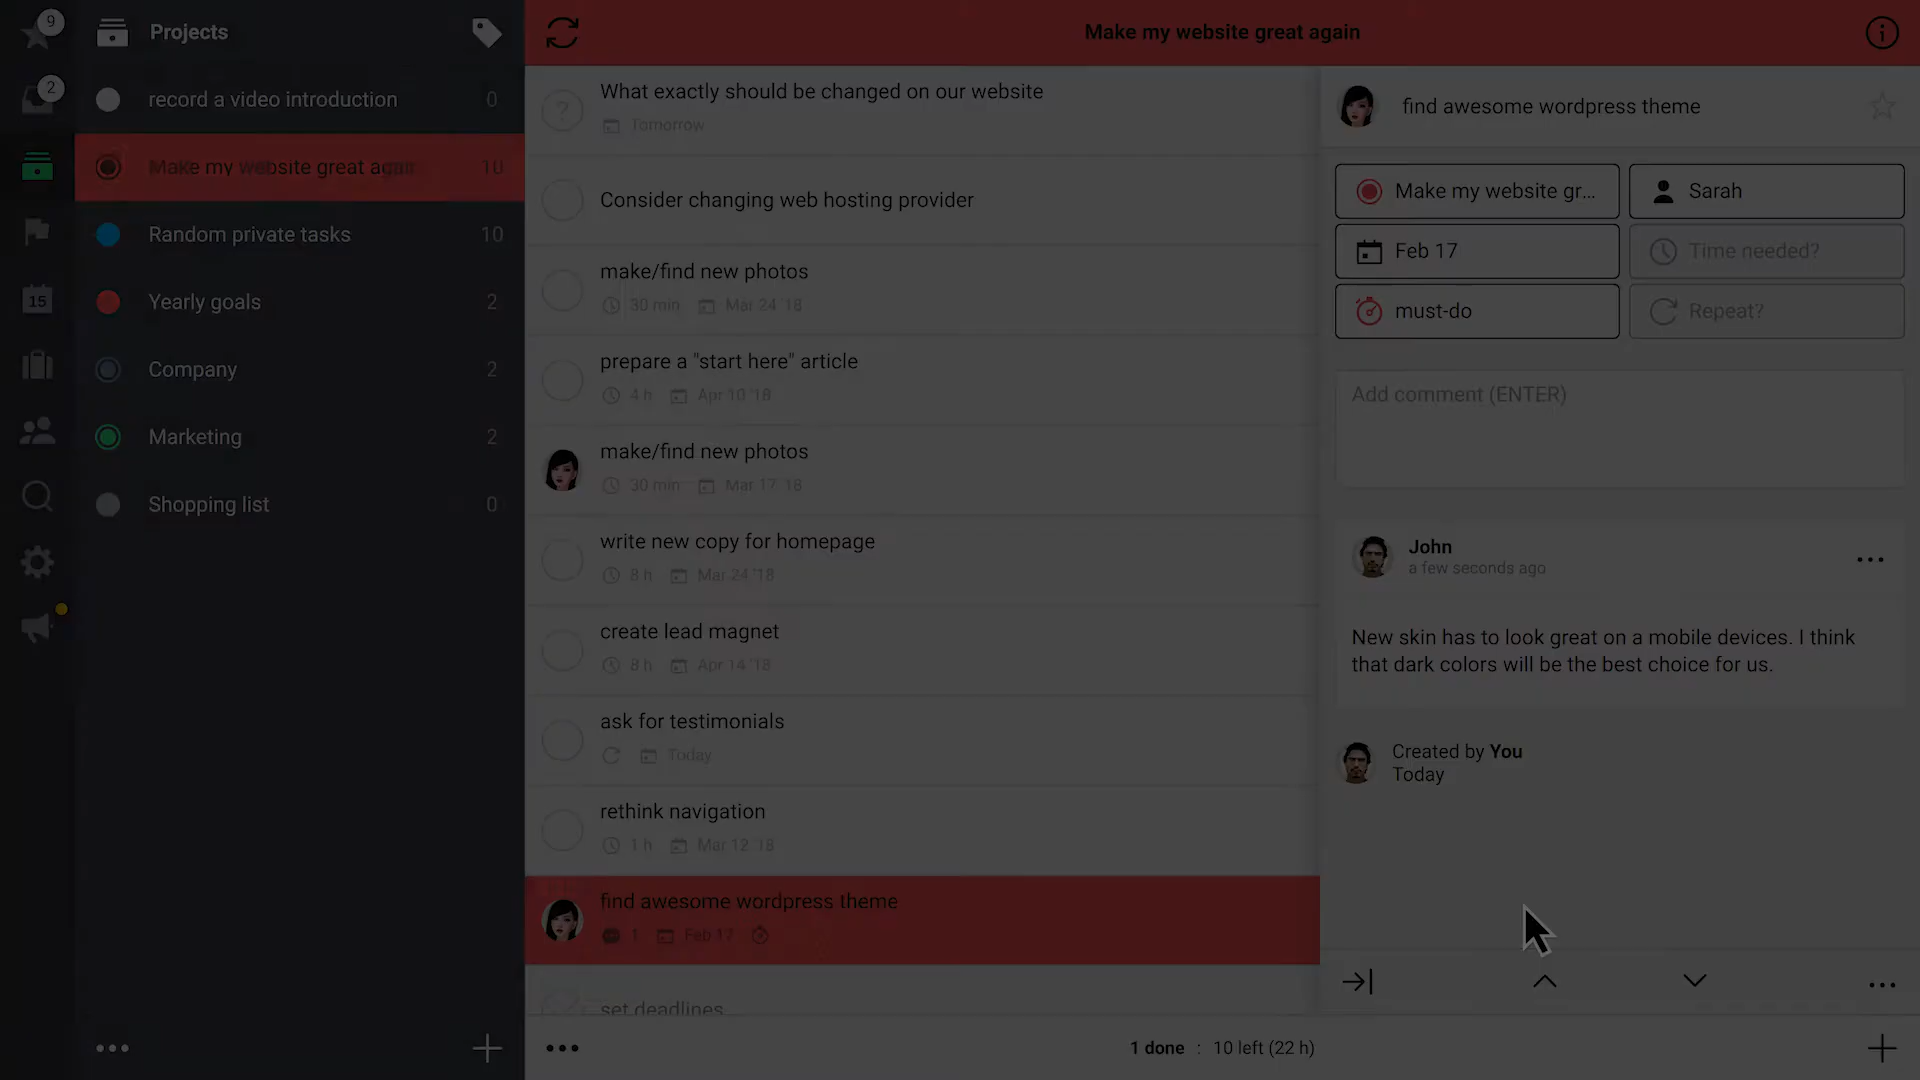 9
Projects
Make my website great again
2
record a video introduction 0
Make my website great again 10
Random private tasks 10
15
Yearly goals 2
Company 2
Marketing 2
Shopping list 0
What exactly should be changed on our website
Tomorrow
Consider changing web hosting provider
make/find new photos
30 min Mar 24 '18
prepare a "start here" article
4 h Apr 10 '18
make/find new photos
30 min Mar 17 '18
write new copy for homepage
8 h Mar 24 '18
create lead magnet
8 h Apr 14 '18
ask for testimonials
Today
rethink navigation
1 h Mar 12 '18
find awesome wordpress theme
1 Feb 17
set deadlines
1 done : 10 left (22 h)
find awesome wordpress theme
Make my website gr... Sarah
Feb 17 Time needed?
must-do Repeat?
Add comment (ENTER)
John
a few seconds ago
New skin has to look great on a mobile devices. I think
that dark colors will be the best choice for us.
Created by You
Today